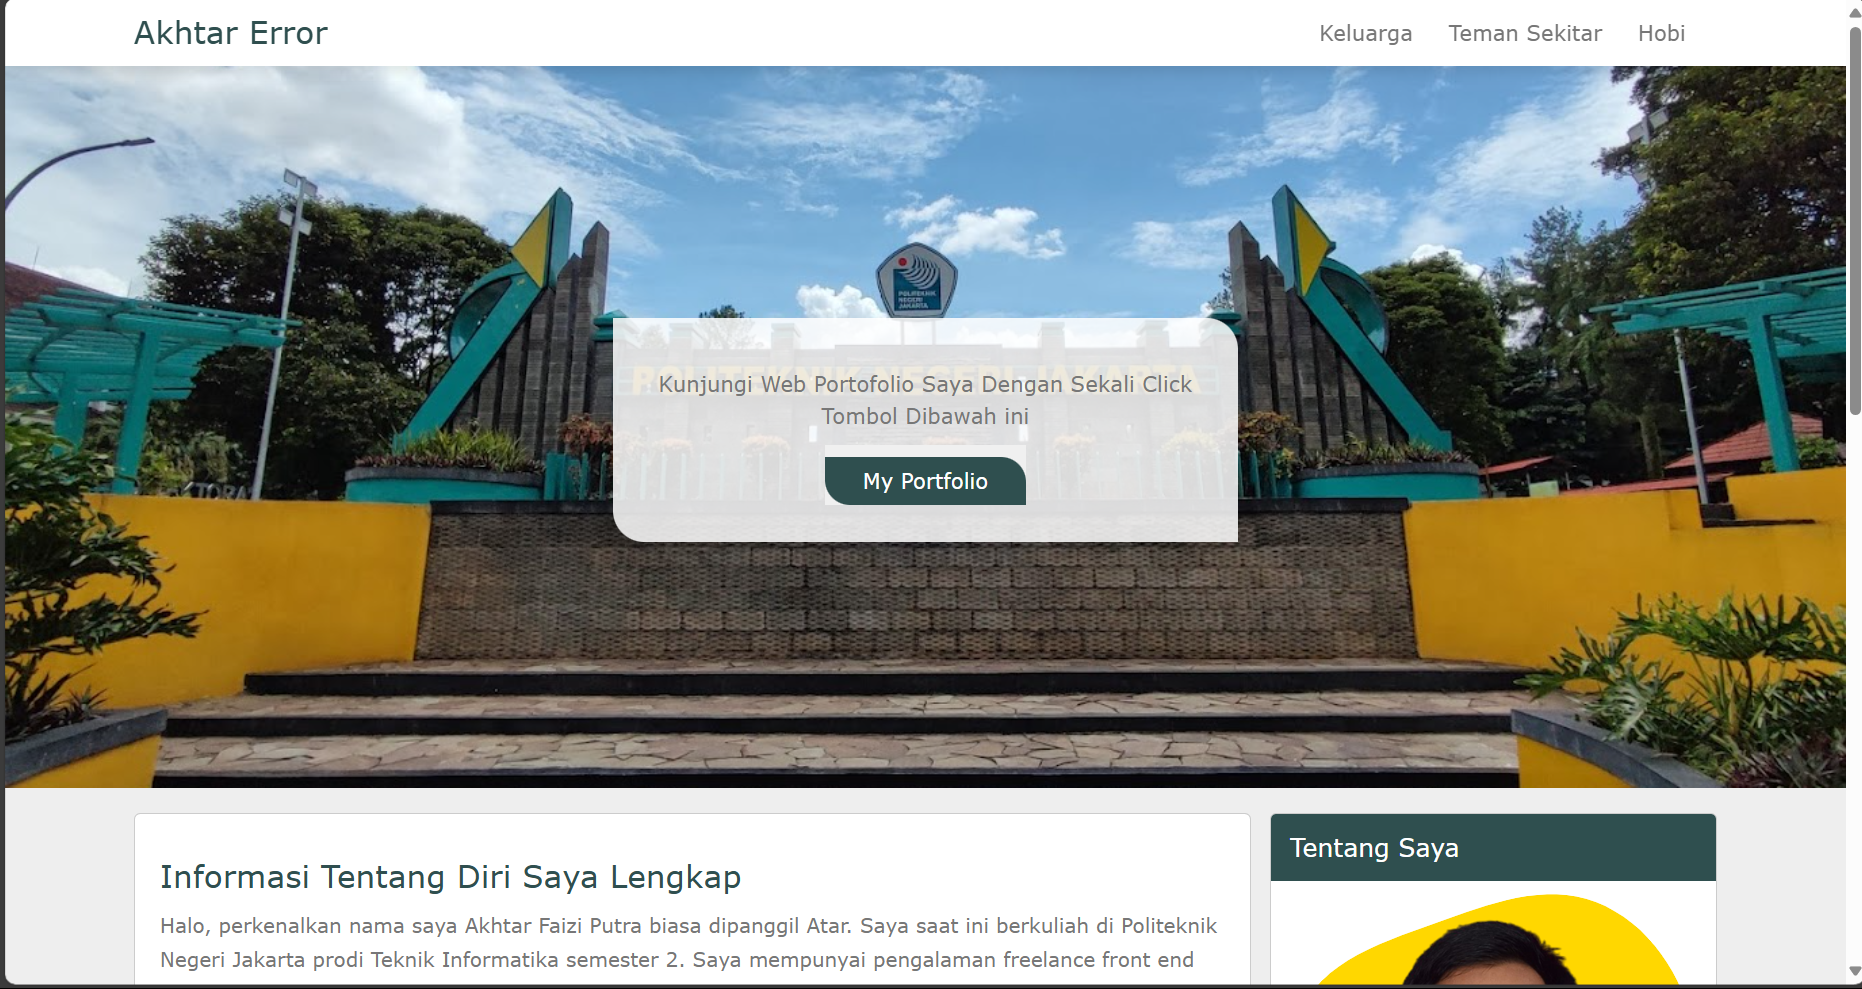 Akhtar Error
Keluarga Teman Sekitar Hobi
POLITEKNIK
NEGERI
JAKARTA
POLITEKNIK NEGERI JAKARTA
Kunjungi Web Portofolio Saya Dengan Sekali Click
Tombol Dibawah ini
My Portfolio
Informasi Tentang Diri Saya Lengkap
Halo, perkenalkan nama saya Akhtar Faizi Putra biasa dipanggil Atar. Saya saat ini berkuliah di Politeknik
Negeri Jakarta prodi Teknik Informatika semester 2. Saya mempunyai pengalaman freelance front end
Tentang Saya